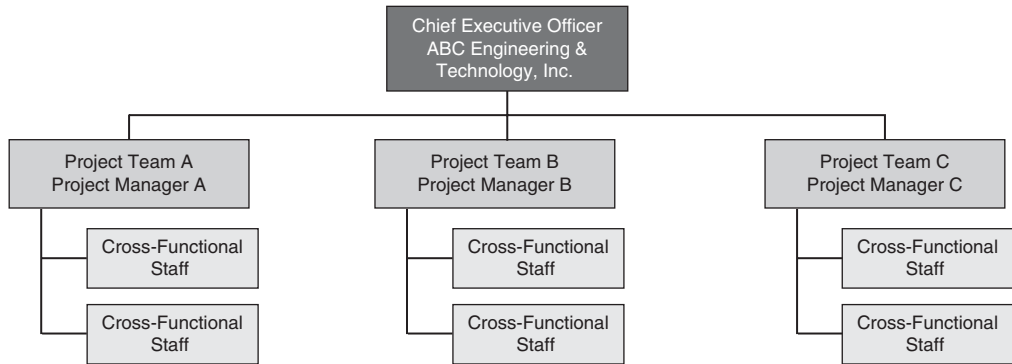 Chief Executive Officer
ABC Engineering &
Technology, Inc.
Project Team A
Project Manager A
Cross-Functional
Staff
Cross-Functional
Staff
Project Team B
Project Manager B
Cross-Functional
Staff
Cross-Functional
Staff
Project Team C
Project Manager C
Cross-Functional
Staff
Cross-Functional
Staff